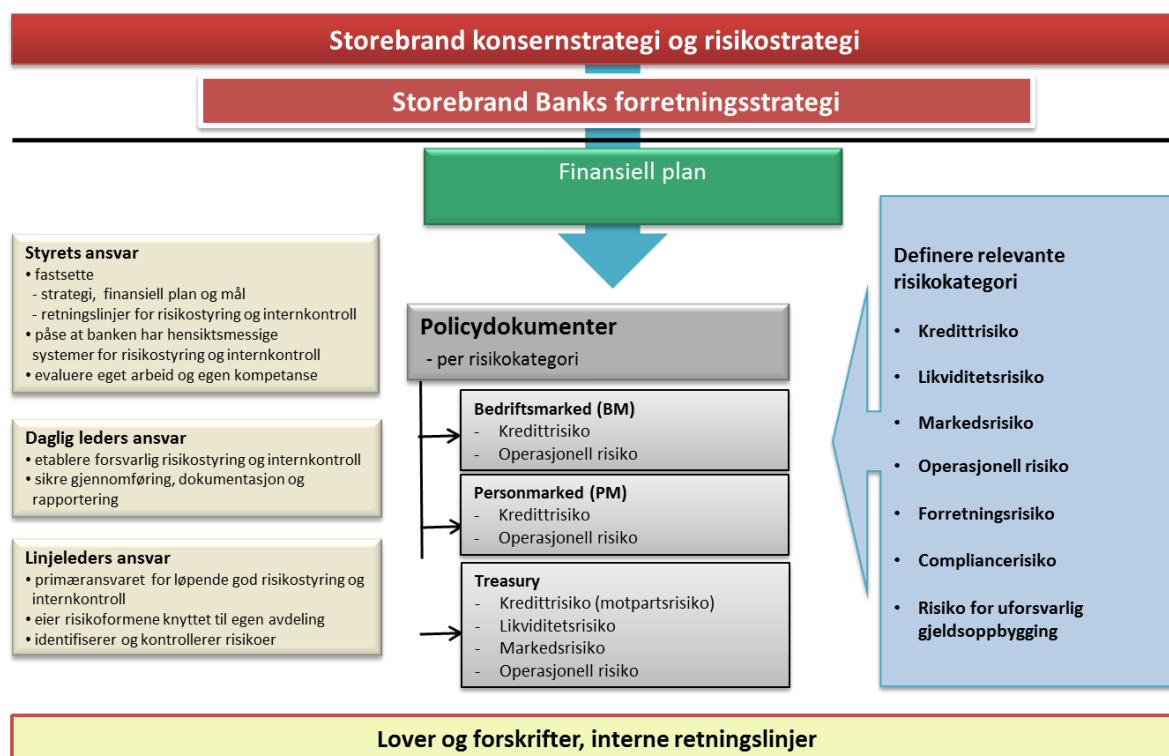 Storebrand konsernstrategi og risikostrategi
Storebrand Banks forretningsstrategi
Finansiell plan
Styrets ansvar
• fastsette
- strategi, finansiell plan og mål
- retningslinjer for risikostyring og internkontroll
• påse at banken har hensiktsmessige
systemer for risikostyring og internkontroll
• evaluere eget arbeid og egen kompetanse
Daglig leders ansvar
• etablere forsvarlig risikostyring og internkontroll
• sikre gjennomføring, dokumentasjon og
rapportering
Linjeleders ansvar
• primæransvaret for løpende god risikostyring og
internkontroll
• eier risikoformene knyttet til egen avdeling
• identifiserer og kontrollerer risikoer
Policydokumenter
- per risikokategori
Bedriftsmarked (BM)
- Kredittrisiko
- Operasjonell risiko
Personmarked (PM)
- Kredittrisiko
- Operasjonell risiko
Treasury
- Kredittrisiko (motpartsrisiko)
- Likviditetsrisiko
- Markedsrisiko
- Operasjonell risiko
Definere relevante
risikokategori
• Kredittrisiko
• Likviditetsrisiko
• Markedsrisiko
• Operasjonell risiko
• Forretningsrisiko
• Compliancerisiko
• Risiko for uforsvarlig
gjeldsoppbygging
Lover og forskrifter, interne retningslinjer